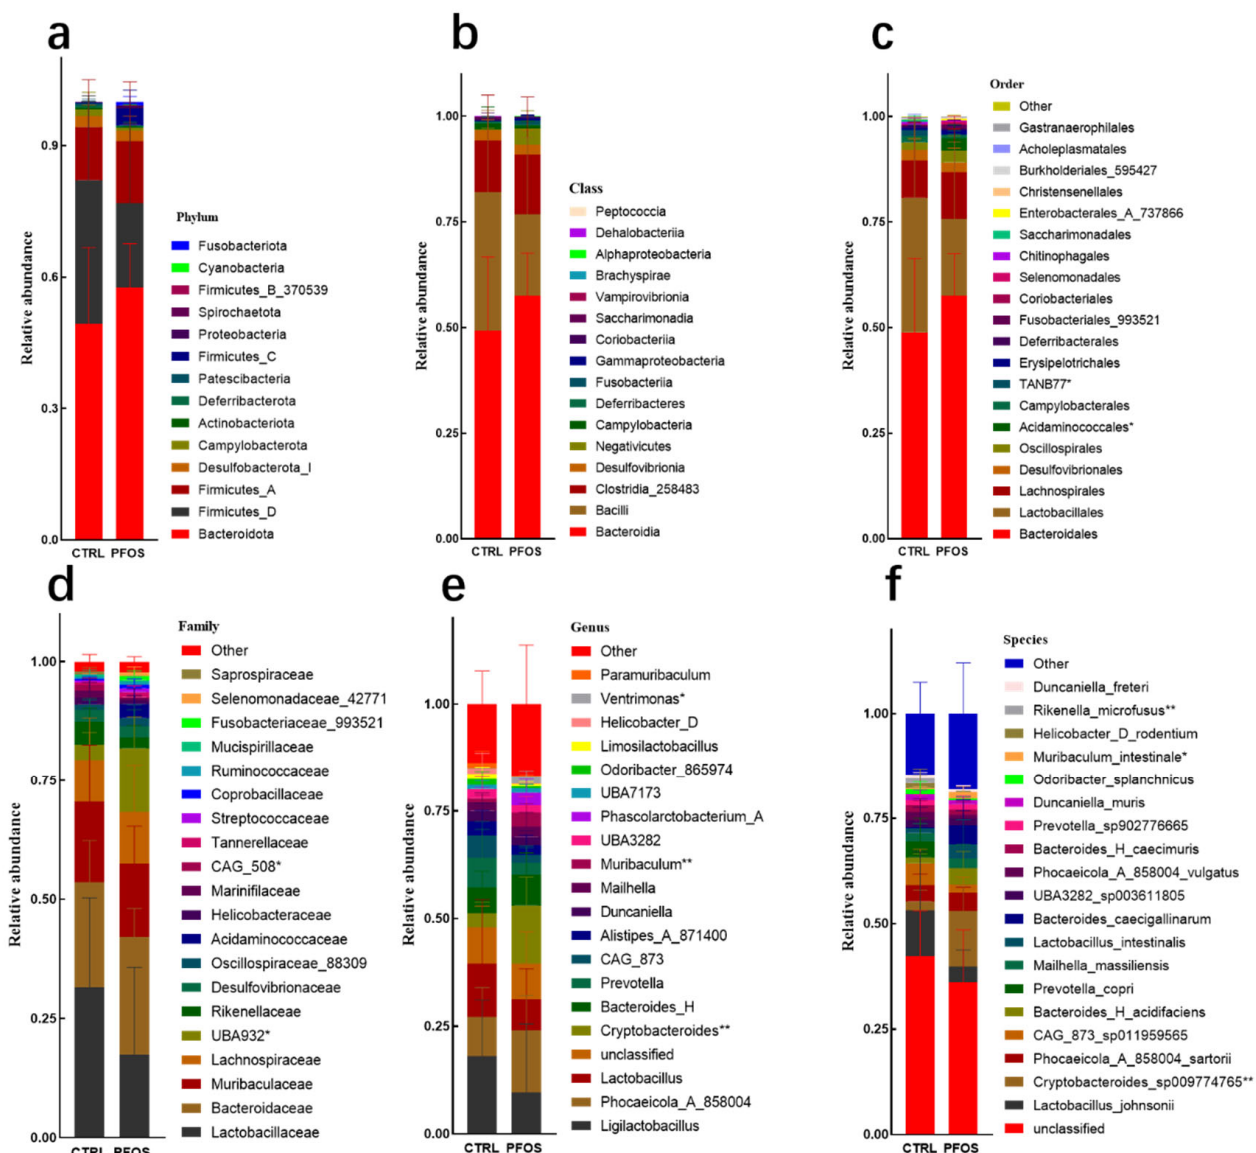 a
Relative abundance
0.9
0.6
0.3
0.0
CTRL PFOS
Phylum
Fusobacteriota
Cyanobacteria
Firmicutes_B_370539
Spirochaetota
Proteobacteria
Firmicutes_C
Patescibacteria
Deferribacterota
Actinobacteriota
Campylobacterota
Desulfobacterota_I
Firmicutes_A
Firmicutes_D
Bacteroidota
b
Relative abundance
1.00
0.75
0.50
0.25
0.00
CTRL PFOS
Class
Peptococcia
Dehalobacteriia
Alphaproteobacteria
Brachyspirae
Vampirovibrionia
Saccharimonadia
Coriobacteriia
Gammaproteobacteria
Fusobacteriia
Deferribacteres
Campylobacteria
Negativicutes
Desulfovibrionia
Clostridia_258483
Bacilli
Bacteroidia
c
Relative abundance
1.00
0.75
0.50
0.25
0.00
CTRL PFOS
Order
Other
Gastranaerophilales
Acholeplasmatales
Burkholderiales_595427
Christensenellales
Enterobacterales_A_737866
Saccharimonadales
Chitinophagales
Selenomonadales
Coriobacteriales
Fusobacteriales_993521
Deferribacterales
Erysipelotrichales
TANB77*
Campylobacterales
Acidaminococcales*
Oscillospirales
Desulfovibrionales
Lachnospirales
Lactobacillales
Bacteroidales
d
Relative abundance
1.00
0.75
0.50
0.25
0.00
CTRL PFOS
Family
Other
Saprospiraceae
Selenomonadaceae_42771
Fusobacteriaceae_993521
Mucispirillaceae
Ruminococcaceae
Coprobacillaceae
Streptococcaceae
Tannerellaceae
CAG_508*
Marinifilaceae
Helicobacteraceae
Acidaminococcaceae
Oscillospiraceae_88309
Desulfovibrionaceae
Rikenellaceae
UBA932*
Lachnospiraceae
Muribaculaceae
Bacteroidaceae
Lactobacillaceae
e
Relative abundance
1.00
0.75
0.50
0.25
0.00
CTRL PFOS
Genus
Other
Paramuribaculum
Ventrimonas*
Helicobacter_D
Limosilactobacillus
Odoribacter_865974
UBA7173
Phascolarctobacterium_A
UBA3282
Muribaculum**
Mailhella
Duncaniella
Alistipes_A_871400
CAG_873
Prevotella
Bacteroides_H
Cryptobacteroides**
unclassified
Lactobacillus
Phocaeicola_A_858004
Ligilactobacillus
f
Relative abundance
1.00
0.75
0.50
0.25
0.00
CTRL PFOS
Species
Other
Duncaniella_freteri
Rikenella_microfusus**
Helicobacter_D_rodentium
Muribaculum_intestinale*
Odoribacter_splanchnicus
Duncaniella_muris
Prevotella_sp902776665
Bacteroides_H_caecimuris
Phocaeicola_A_858004_vulgatus
UBA3282_sp003611805
Bacteroides_caecigallinarum
Lactobacillus_intestinalis
Mailhella_massiliensis
Prevotella_copri
Bacteroides_H_acidifaciens
CAG_873_sp011959565
Phocaeicola_A_858004_sartorii
Cryptobacteroides_sp009774765**
Lactobacillus_johnsonii
unclassified